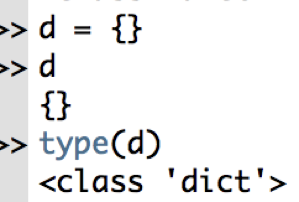 >> d = {}
>> d
{}
>> type(d)
<class 'dict'>